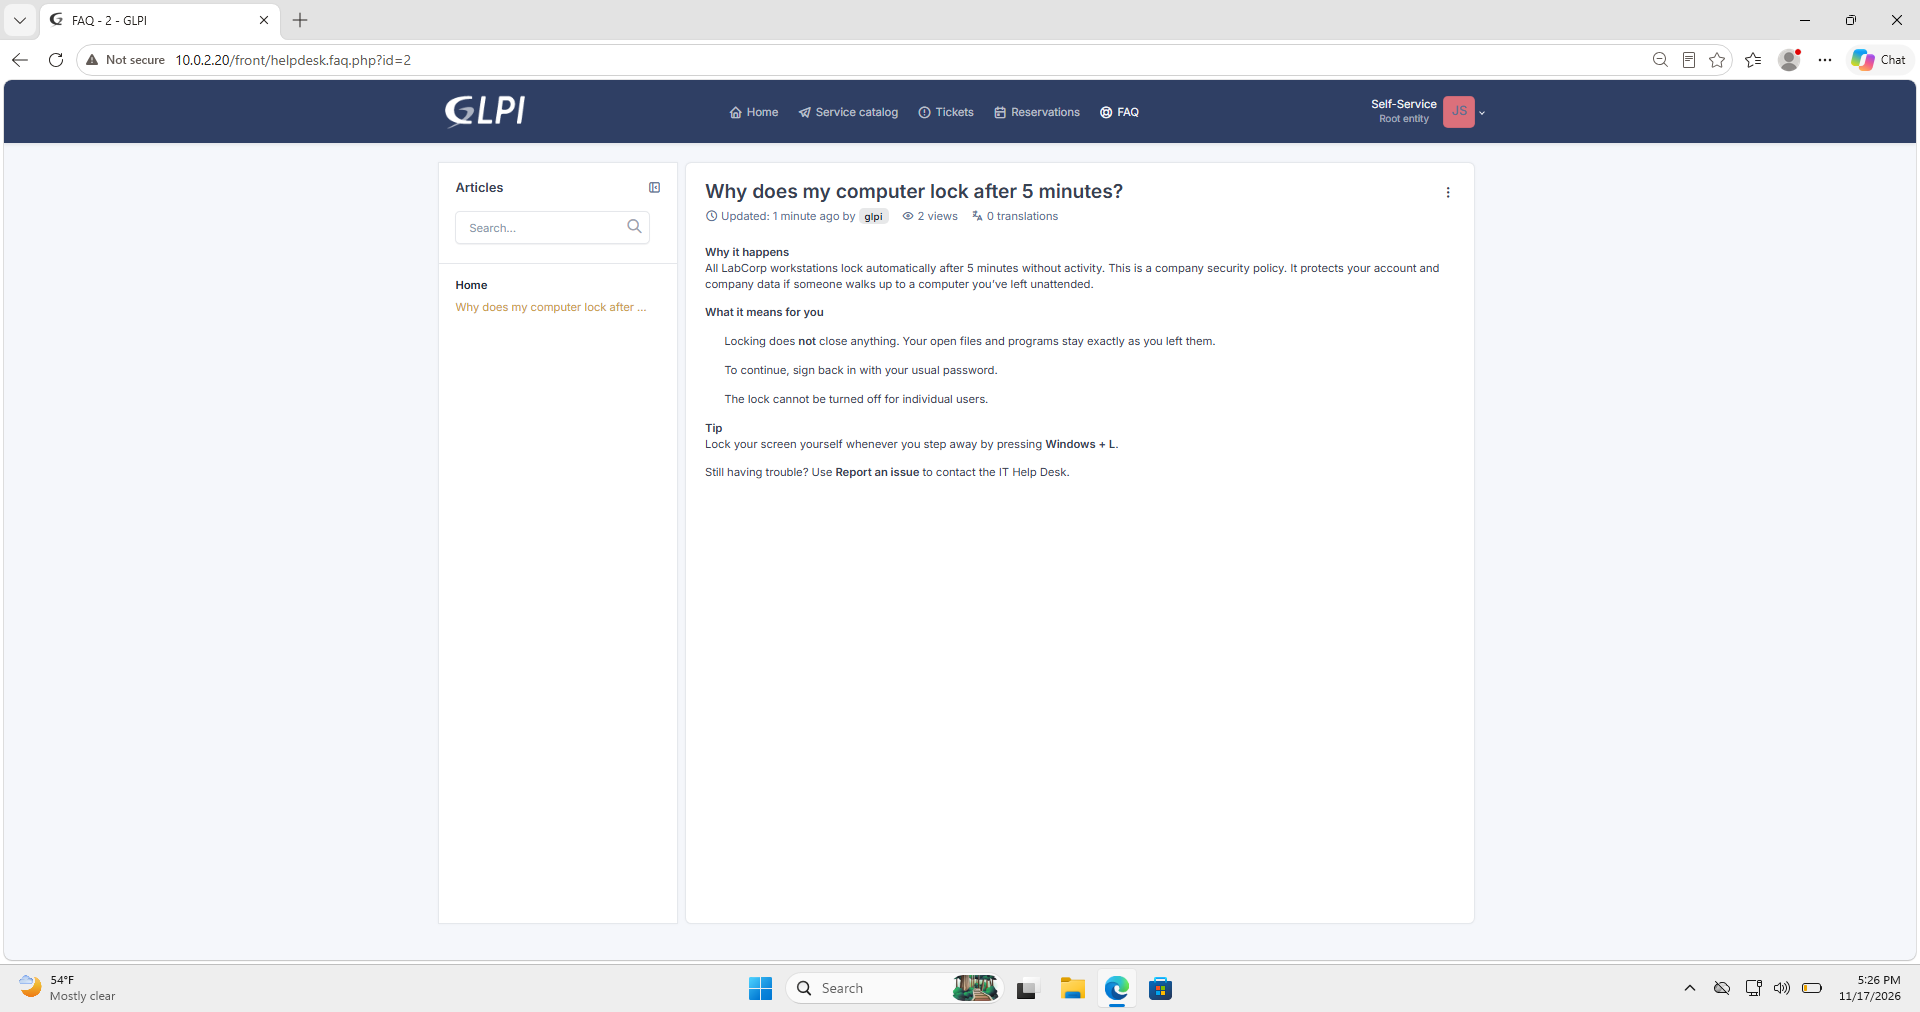 FAQ - 2 - GLPI
Not secure 10.0.2.20/front/helpdesk.faq.php?id=2
Chat
GLPI
Home
Service catalog
Tickets
Reservations
FAQ
Self-Service
Root entity
JS
Articles
Search...
Home
Why does my computer lock after ...
Why does my computer lock after 5 minutes?
Updated: 1 minute ago by glpi 2 views 0 translations
Why it happens
All LabCorp workstations lock automatically after 5 minutes without activity. This is a company security policy. It protects your account and
company data if someone walks up to a computer you've left unattended.
What it means for you
Locking does not close anything. Your open files and programs stay exactly as you left them.
To continue, sign back in with your usual password.
The lock cannot be turned off for individual users.
Tip
Lock your screen yourself whenever you step away by pressing Windows + L.
Still having trouble? Use Report an issue to contact the IT Help Desk.
54°F
Mostly clear
Search
5:26 PM
11/17/2026